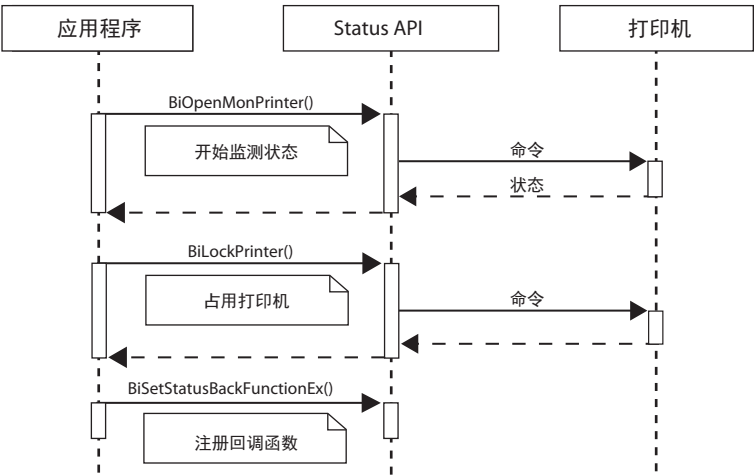 应用程序
Status API
打印机
BiOpenMonPrinter()
开始监测状态
命令
状态
BiLockPrinter()
占用打印机
命令
BiSetStatusBackFunctionEx()
注册回调函数